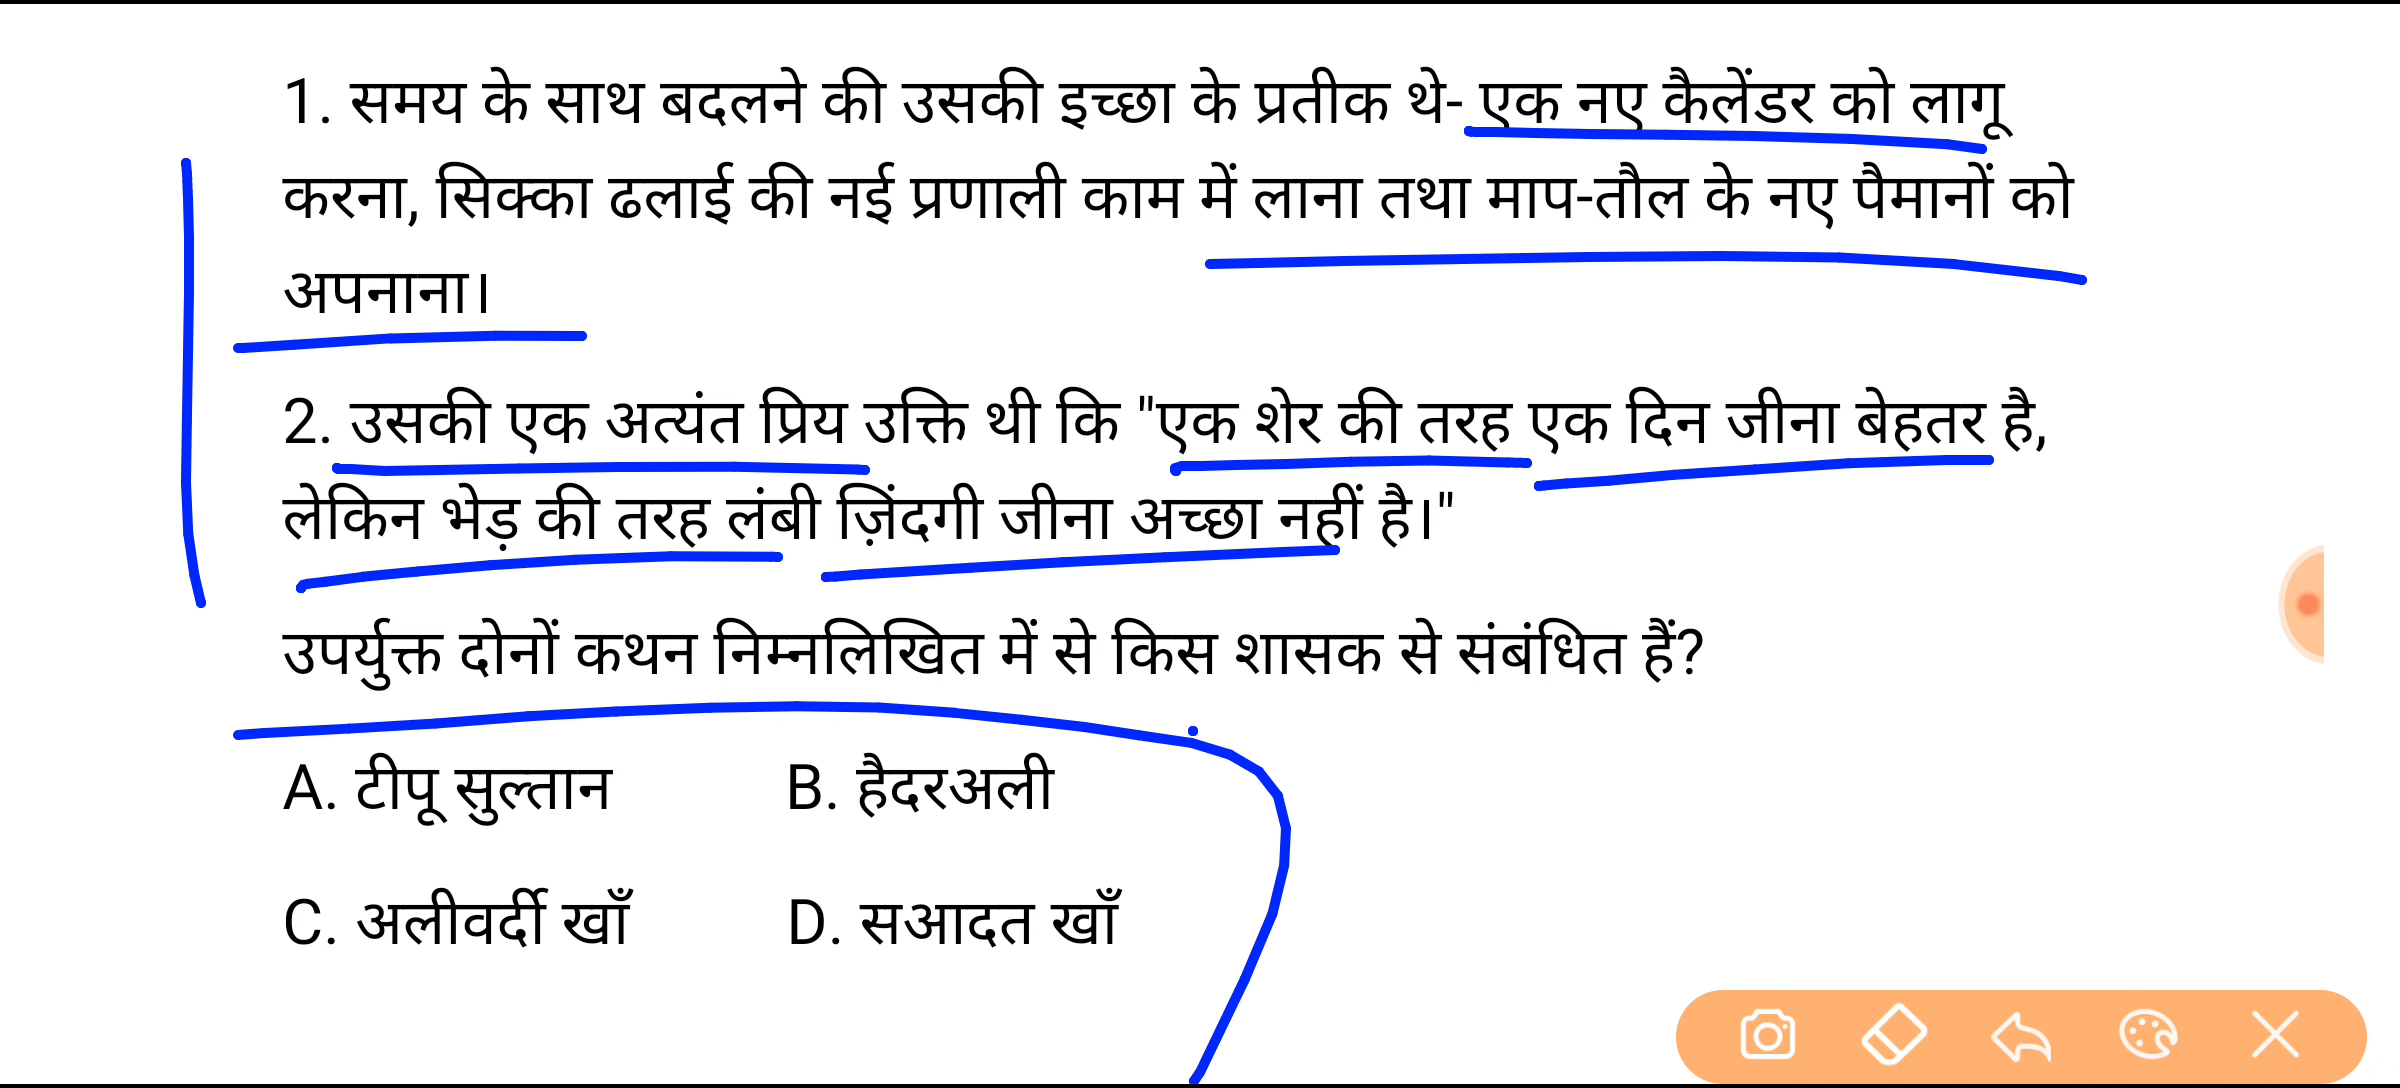 1. समय के साथ बदलने की उसकी इच्छा के प्रतीक थे- एक नए कैलेंडर को लागू
करना, सिक्का ढलाई की नई प्रणाली काम में लाना तथा माप-तौल के नए पैमानों को
अपनाना।
2. उसकी एक अत्यंत प्रिय उक्ति थी कि "एक शेर की तरह एक दिन जीना बेहतर है,
लेकिन भेड़ की तरह लंबी ज़िंदगी जीना अच्छा नहीं है।"
उपर्युक्त दोनों कथन निम्नलिखित में से किस शासक से संबंधित हैं?
A. टीपू सुल्तान B. हैदरअली
C. अलीवर्दी खाँ D. सआदत खाँ